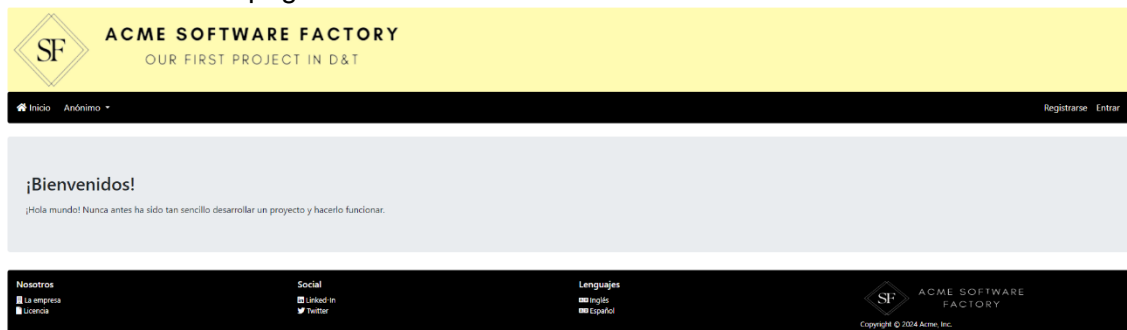 SF
ACME SOFTWARE FACTORY
OUR FIRST PROJECT IN D&T
Inicio Anónimo Registrarse Entrar
¡Bienvenidos!
¡Hola mundo! Nunca antes ha sido tan sencillo desarrollar un proyecto y hacerlo funcionar.
Nosotros
La empresa
Licencia
Social
Linked-In
Twitter
Lenguajes
Inglés
Español
SF
ACME SOFTWARE
FACTORY
Copyright © 2024 Acme, Inc.